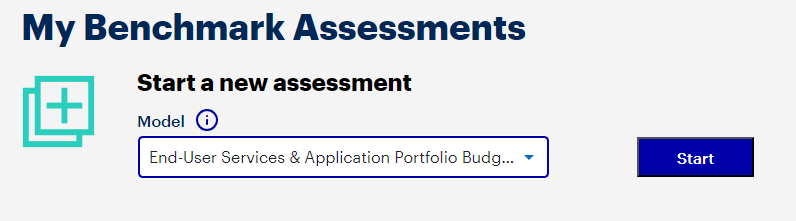 My Benchmark Assessments
Start a new assessment
Model
End-User Services & Application Portfolio Budg...
Start